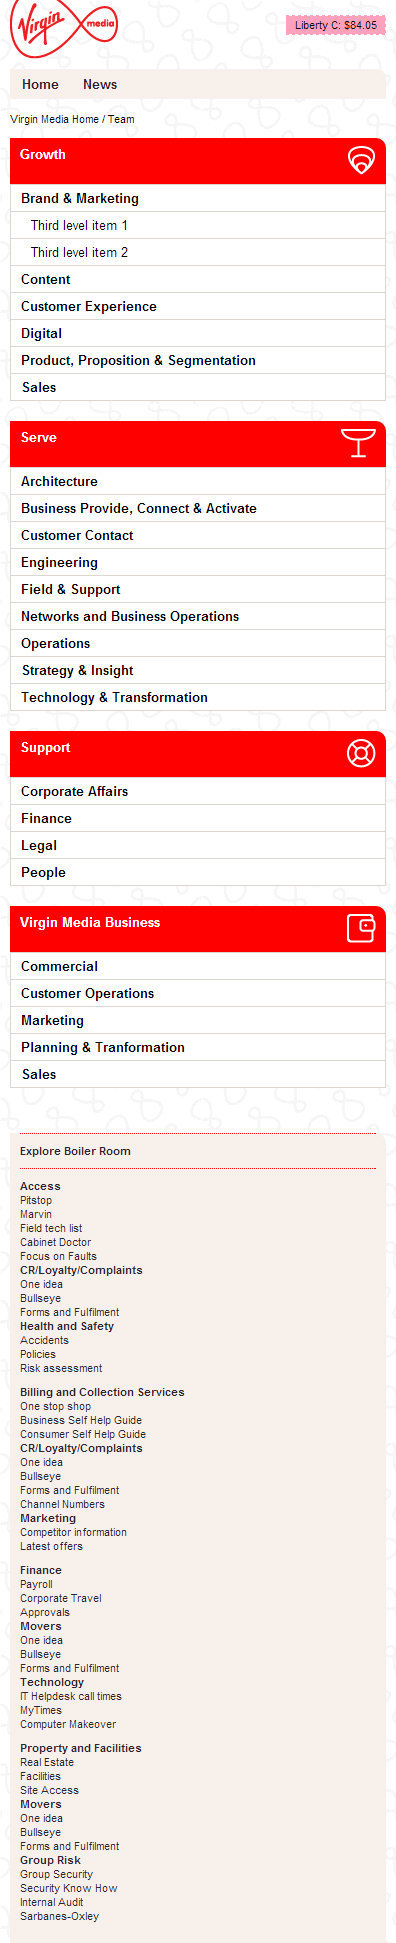 Virgin media
Liberty C: $84.05
Home News
Virgin Media Home / Team
Growth
Brand & Marketing
Third level item 1
Third level item 2
Content
Customer Experience
Digital
Product, Proposition & Segmentation
Sales
Serve
Architecture
Business Provide, Connect & Activate
Customer Contact
Engineering
Field & Support
Networks and Business Operations
Operations
Strategy & Insight
Technology & Transformation
Support
Corporate Affairs
Finance
Legal
People
Virgin Media Business
Commercial
Customer Operations
Marketing
Planning & Tranformation
Sales
Explore Boiler Room
Access
Pitstop
Marvin
Field tech list
Cabinet Doctor
Focus on Faults
CR/Loyalty/Complaints
One idea
Bullseye
Forms and Fulfilment
Health and Safety
Accidents
Policies
Risk assessment
Billing and Collection Services
One stop shop
Business Self Help Guide
Consumer Self Help Guide
CR/Loyalty/Complaints
One idea
Bullseye
Forms and Fulfilment
Channel Numbers
Marketing
Competitor information
Latest offers
Finance
Payroll
Corporate Travel
Approvals
Movers
One idea
Bullseye
Forms and Fulfilment
Technology
IT Helpdesk call times
MyTimes
Computer Makeover
Property and Facilities
Real Estate
Facilities
Site Access
Movers
One idea
Bullseye
Forms and Fulfilment
Group Risk
Group Security
Security Know How
Internal Audit
Sarbanes-Oxley